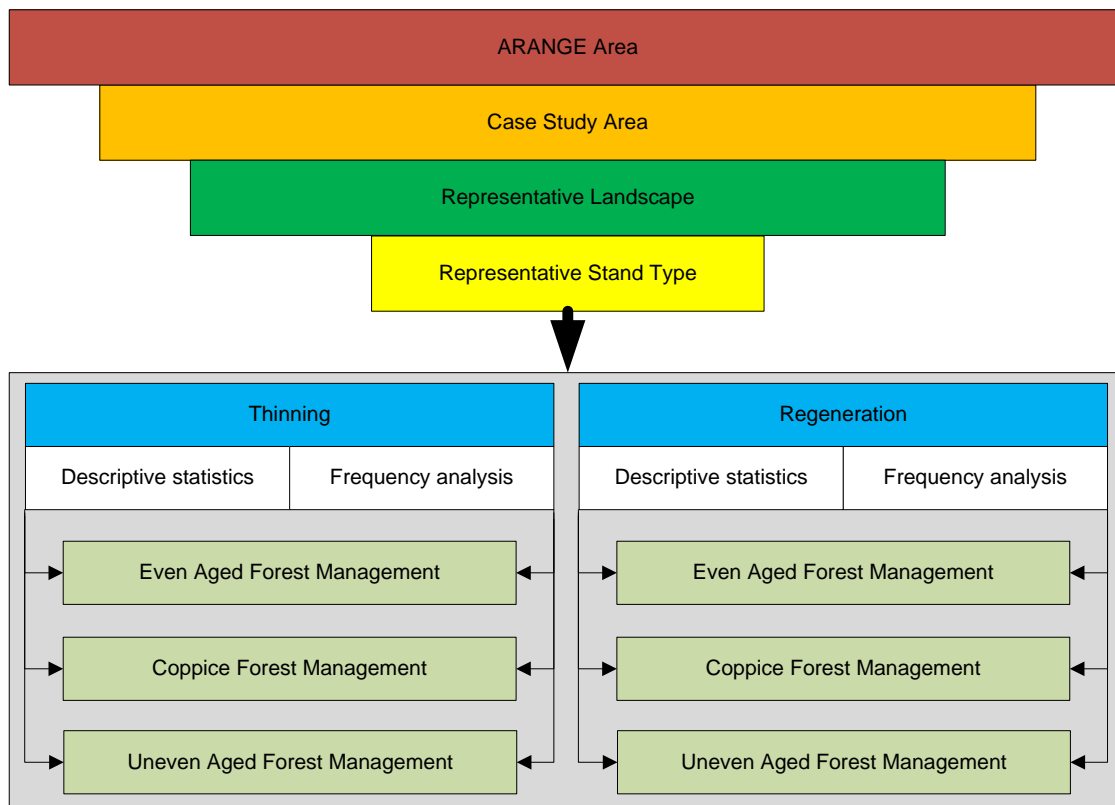 ARANGE Area
Case Study Area
Representative Landscape
Representative Stand Type
Thinning
Regeneration
Descriptive statistics
Frequency analysis
Descriptive statistics
Frequency analysis
Even Aged Forest Management
Even Aged Forest Management
Coppice Forest Management
Coppice Forest Management
Uneven Aged Forest Management
Uneven Aged Forest Management